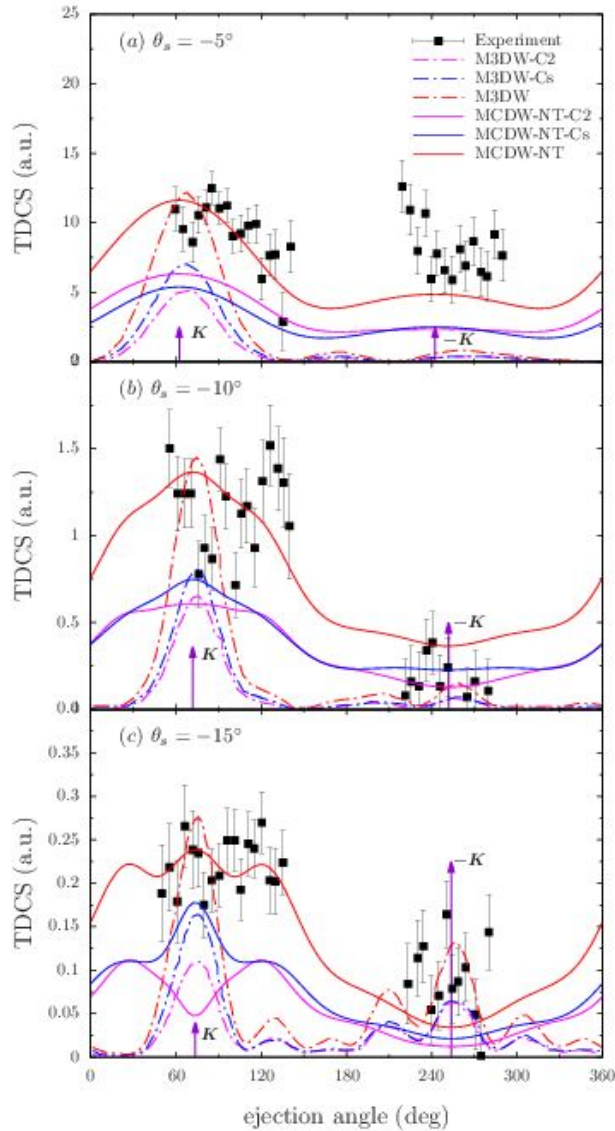 25
20
15
10
5
0
TDCS (a.u.)
(a) θₛ = −5°
Experiment
M3DW-C2
M3DW-Cs
M3DW
MCDW-NT-C2
MCDW-NT-Cs
MCDW-NT
K
−K
1.5
1
0.5
0.0
TDCS (a.u.)
(b) θₛ = −10°
K
−K
0.35
0.3
0.25
0.2
0.15
0.1
0.05
0
TDCS (a.u.)
(c) θₛ = −15°
K
−K
0 60 120 180 240 300 360
ejection angle (deg)